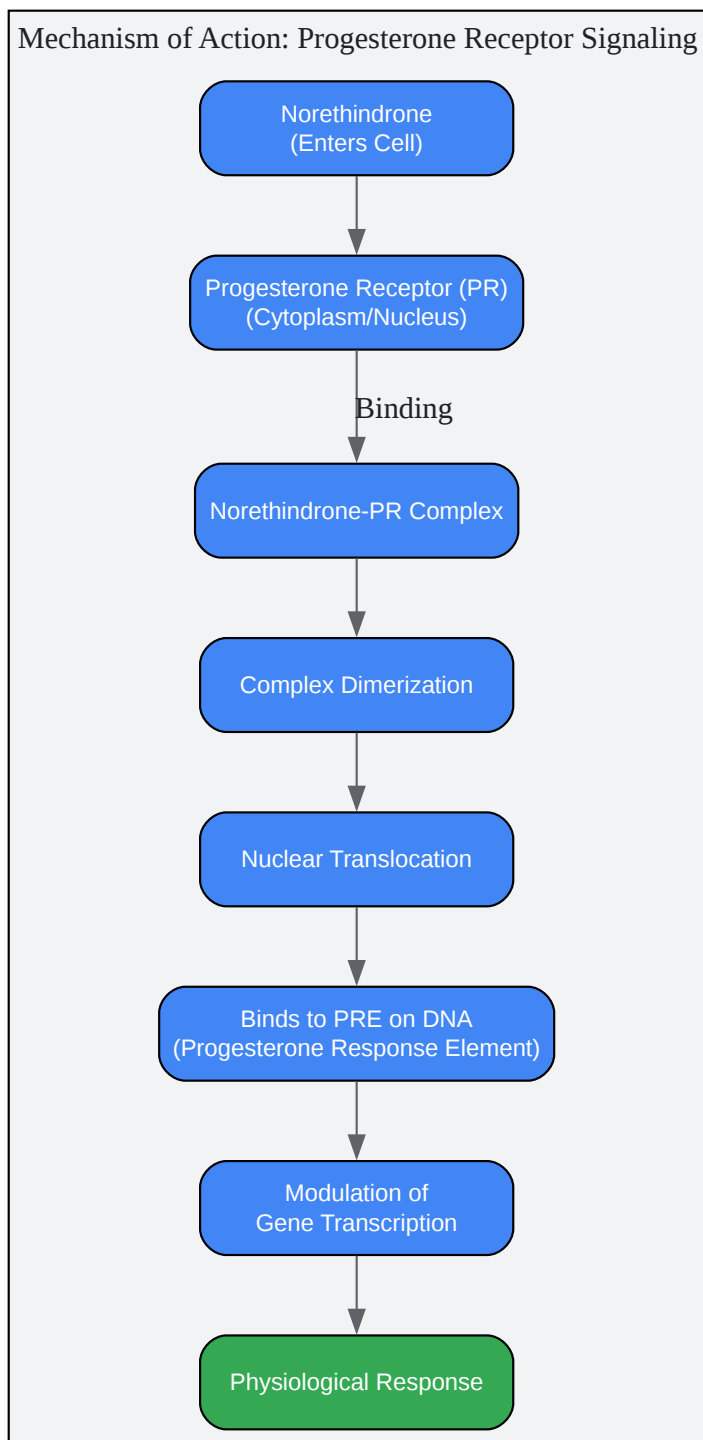 Mechanism of Action: Progesterone Receptor Signaling
Norethindrone
(Enters Cell)
Progesterone Receptor (PR)
(Cytoplasm/Nucleus)
Binding
Norethindrone-PR Complex
Complex Dimerization
Nuclear Translocation
Binds to PRE on DNA
(Progesterone Response Element)
Modulation of
Gene Transcription
Physiological Response